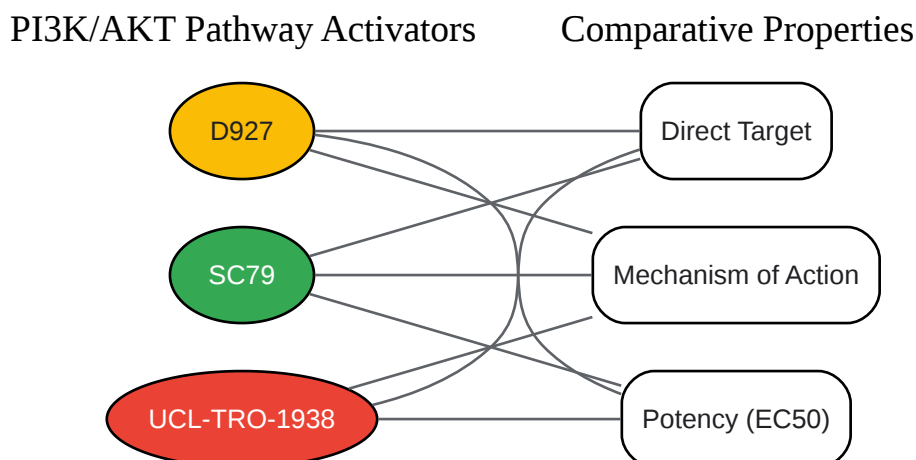 PI3K/AKT Pathway Activators
Comparative Properties
D927
Direct Target
SC79
Mechanism of Action
UCL-TRO-1938
Potency (EC50)